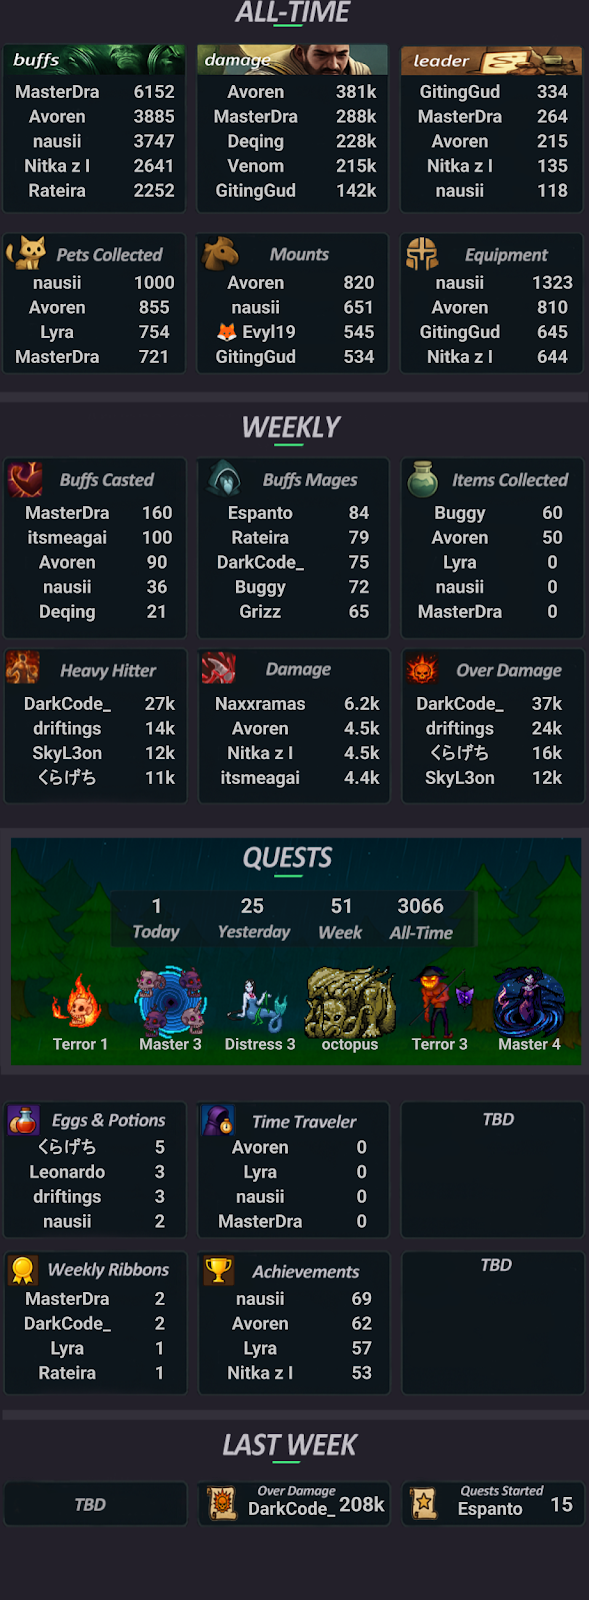 ALL-TIME
buffs
MasterDra 6152
Avoren 3885
nausii 3747
Nitka z l 2641
Rateira 2252
damage
Avoren 381k
MasterDra 288k
Deqing 228k
Venom 215k
GitingGud 142k
leader
GitingGud 334
MasterDra 264
Avoren 215
Nitka z l 135
nausii 118
Pets Collected
nausii 1000
Avoren 855
Lyra 754
MasterDra 721
Mounts
Avoren 820
nausii 651
🦊 Evyl19 545
GitingGud 534
Equipment
nausii 1323
Avoren 810
GitingGud 645
Nitka z l 644
WEEKLY
Buffs Casted
MasterDra 160
itsmeagai 100
Avoren 90
nausii 36
Deqing 21
Buffs Mages
Espanto 84
Rateira 79
DarkCode_ 75
Buggy 72
Grizz 65
Items Collected
Buggy 60
Avoren 50
Lyra 0
nausii 0
MasterDra 0
Heavy Hitter
DarkCode_ 27k
driftings 14k
SkyL3on 12k
くらげち 11k
Damage
Naxxramas 6.2k
Avoren 4.5k
Nitka z l 4.5k
itsmeagai 4.4k
Over Damage
DarkCode_ 37k
driftings 24k
くらげち 16k
SkyL3on 12k
QUESTS
1 25 51 3066
Today Yesterday Week All-Time
Terror 1 Master 3 Distress 3 octopus Terror 3 Master 4
Eggs & Potions
くらげち 5
Leonardo 3
driftings 3
nausii 2
Time Traveler
Avoren 0
Lyra 0
nausii 0
MasterDra 0
TBD
Weekly Ribbons
MasterDra 2
DarkCode_ 2
Lyra 1
Rateira 1
Achievements
nausii 69
Avoren 62
Lyra 57
Nitka z l 53
TBD
LAST WEEK
TBD
Over Damage
DarkCode_ 208k
Quests Started
Espanto 15